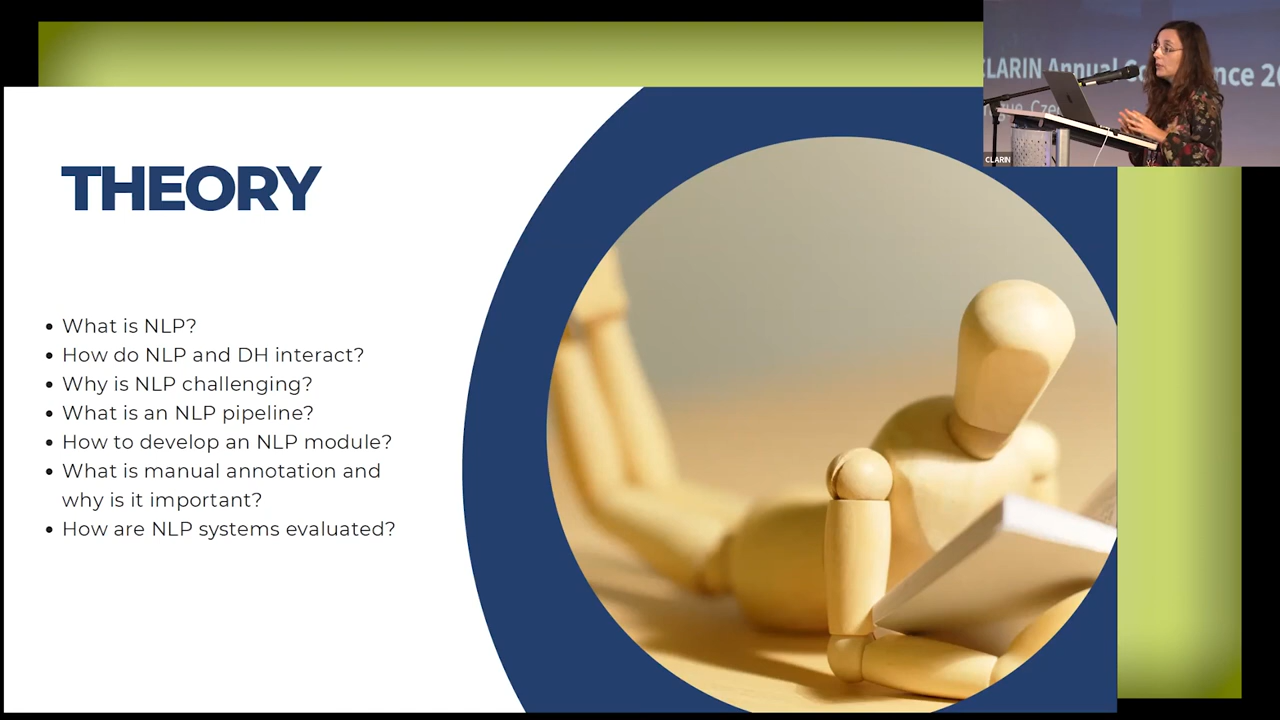 THEORY
• What is NLP?
• How do NLP and DH interact?
• Why is NLP challenging?
• What is an NLP pipeline?
• How to develop an NLP module?
• What is manual annotation and
why is it important?
• How are NLP systems evaluated?
CLARIN Annual
CLARIN